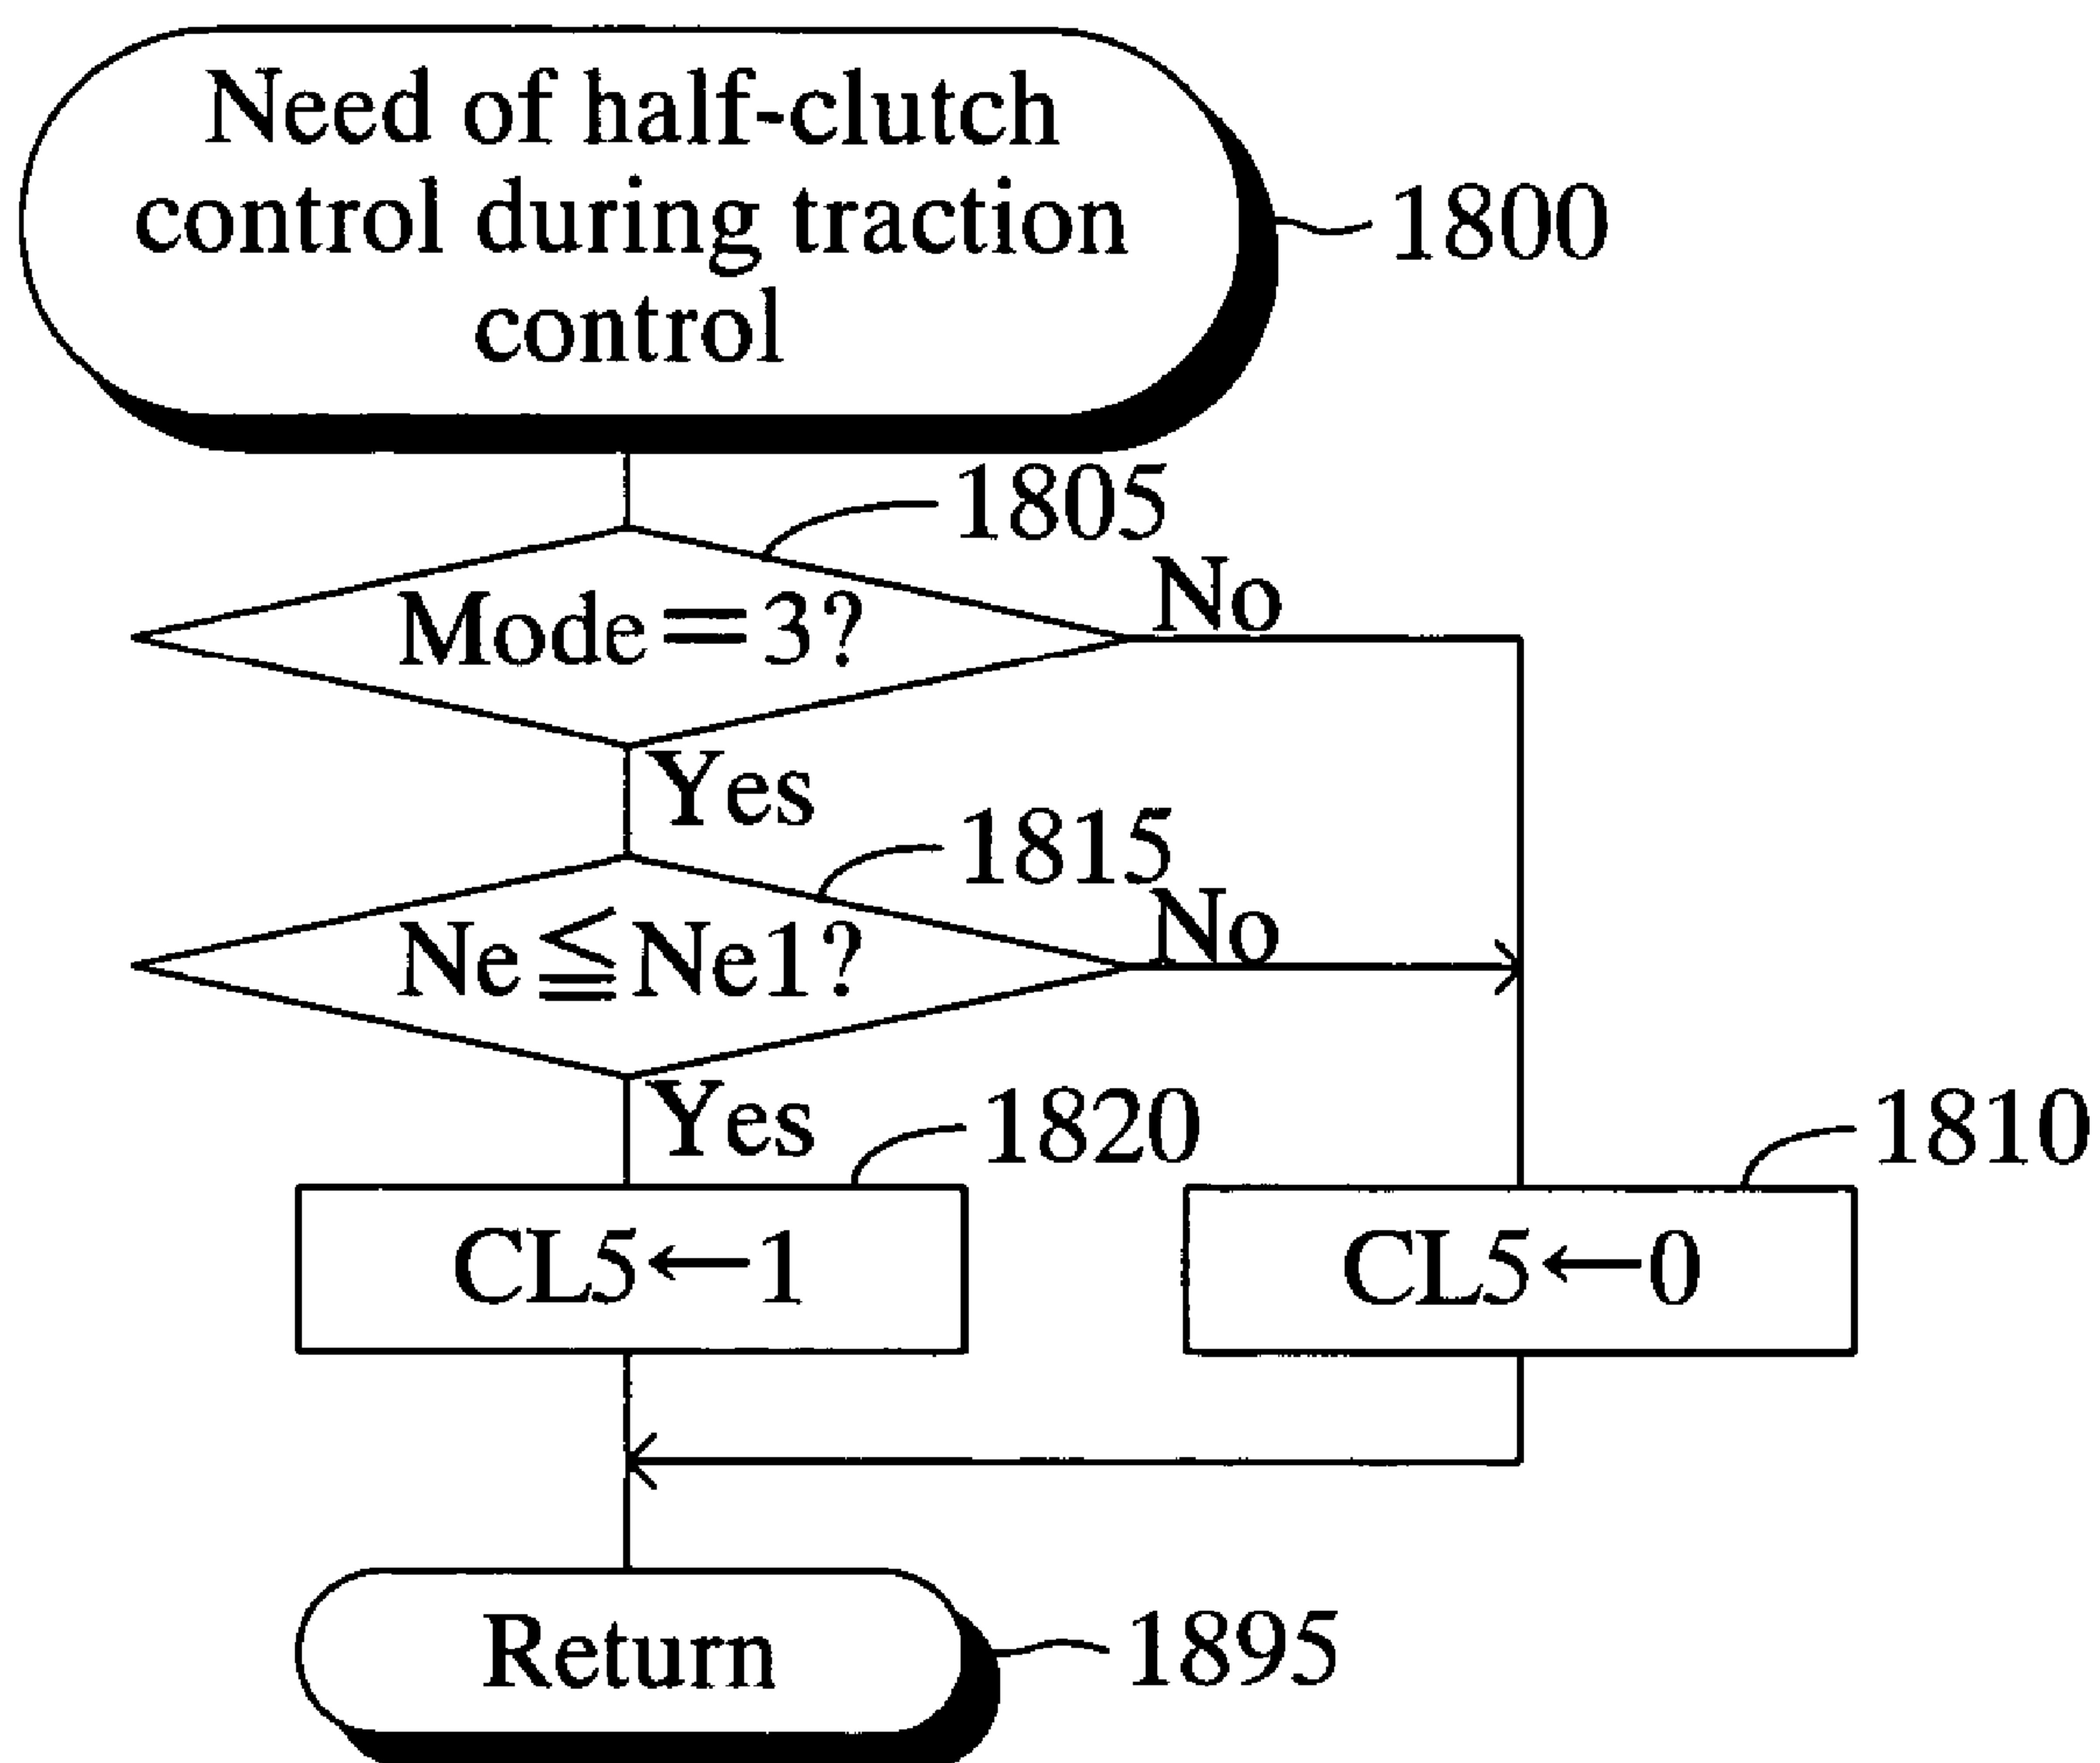 Need of half-clutch
control during traction
control
1800
1805
Mode=3?
No
Yes
1815
Ne≦Ne1?
No
Yes
1820
CL5←1
1810
CL5←0
Return
1895